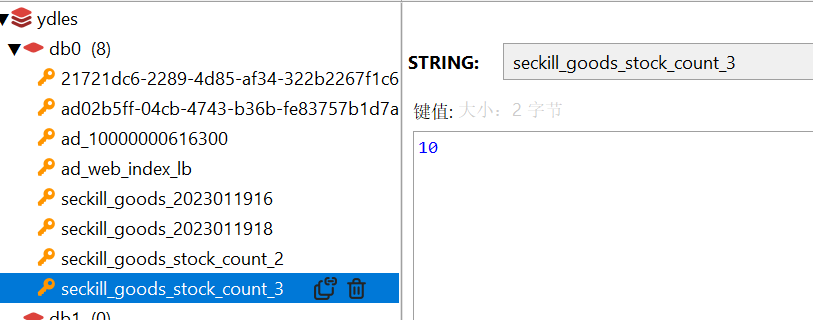 ydles
db0 (8)
21721dc6-2289-4d85-af34-322b2267f1c6
ad02b5ff-04cb-4743-b36b-fe83757b1d7a
ad_10000000616300
ad_web_index_lb
seckill_goods_2023011916
seckill_goods_2023011918
seckill_goods_stock_count_2
seckill_goods_stock_count_3
db1 (0)
STRING: seckill_goods_stock_count_3
键值: 大小：2 字节
10